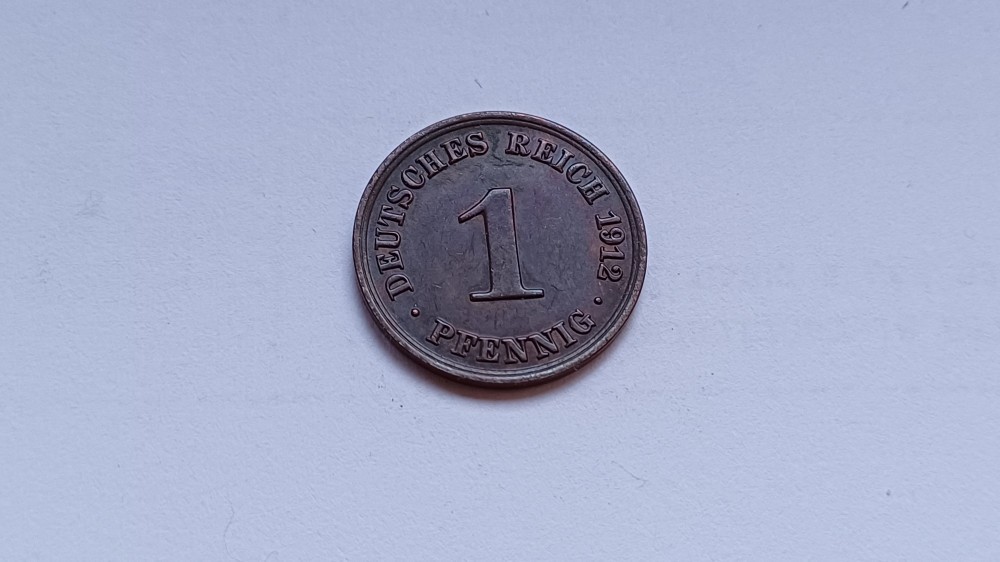 DEUTSCHES REICH 1912
1
· PFENNIG ·